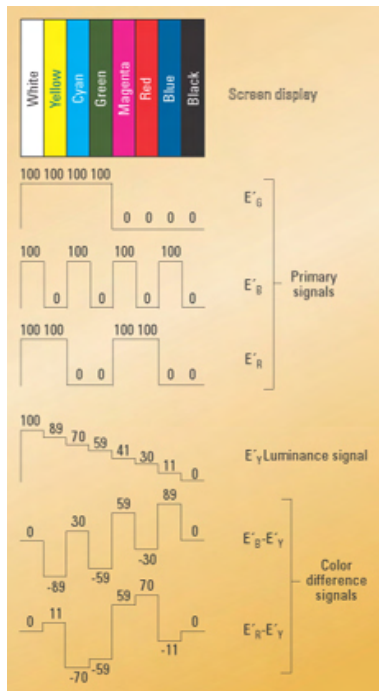 White Yellow Cyan Green Magenta Red Blue Black
Screen display
100 100 100 100
0 0 0 0
E'G
100 100 100 100
0 0 0 0
E'B
Primary
signals
100 100 100 100
0 0 0 0
E'R
100
89
70
59
41
30
11
0
E'Y Luminance signal
0 -89 30 -59 59 -30 89 0
E'B-E'Y
Color
difference
signals
0 11 -70 -59 59 70 -11 0
E'R-E'Y